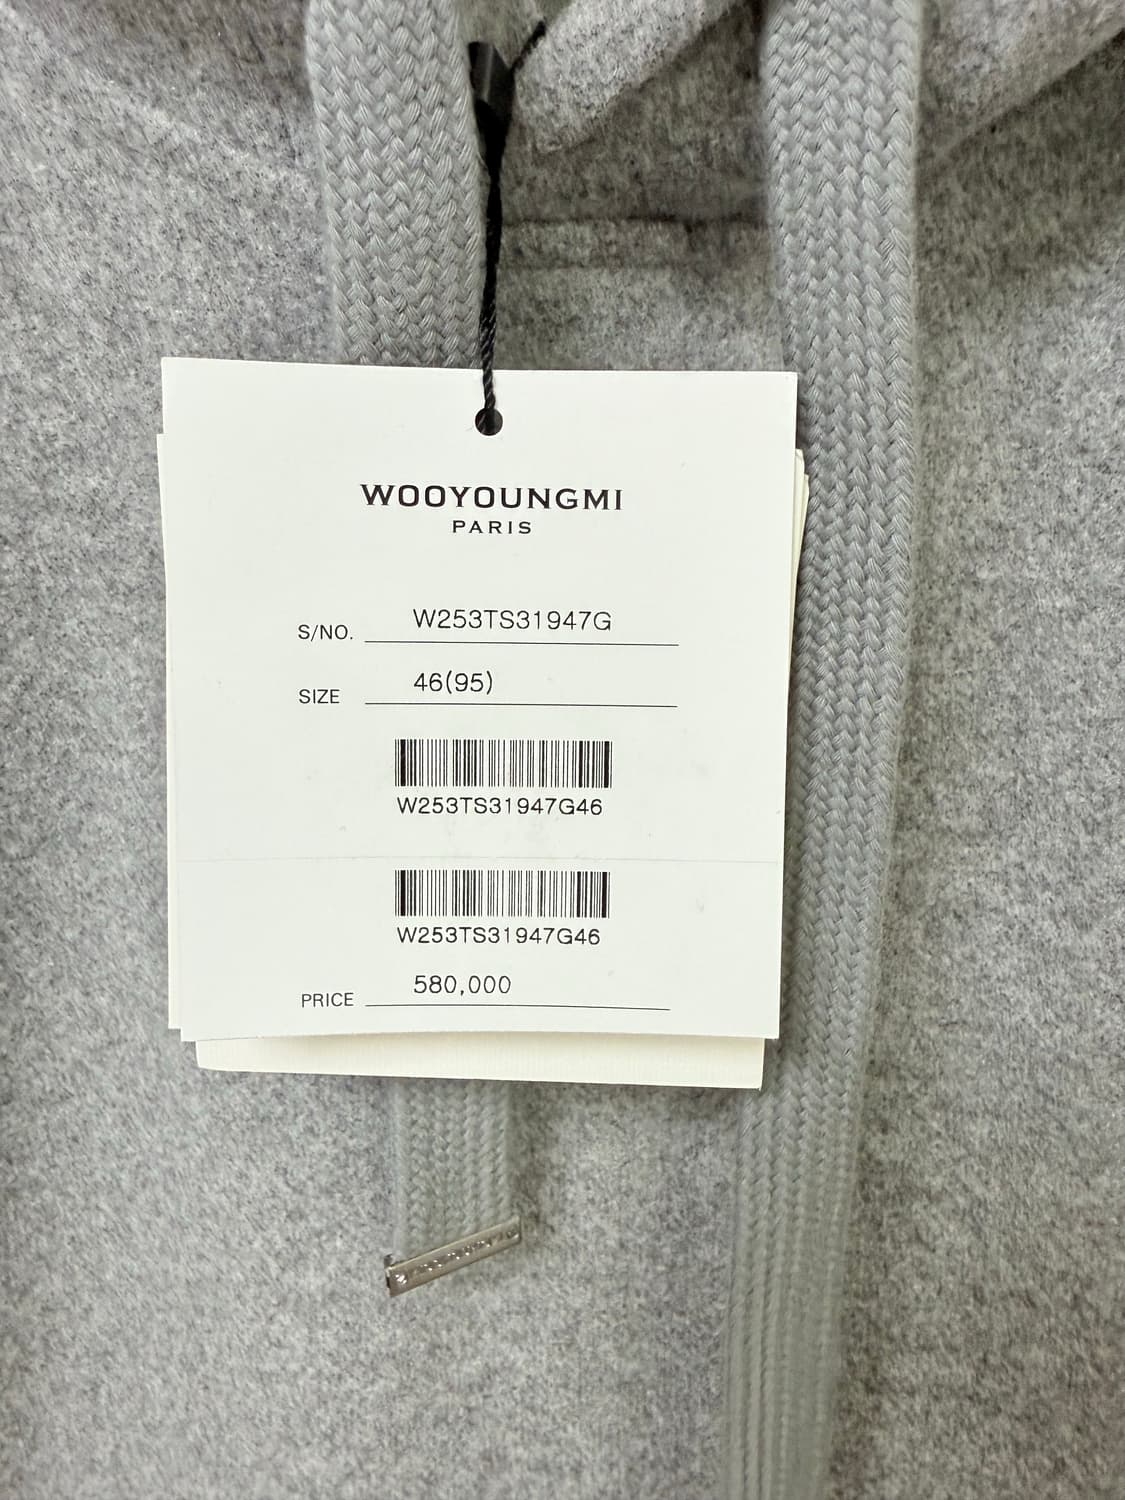 WOOYOUNGMI
PARIS
S/NO. W253TS31947G
SIZE 46(95)
W253TS31947G46
W253TS31947G46
PRICE 580,000